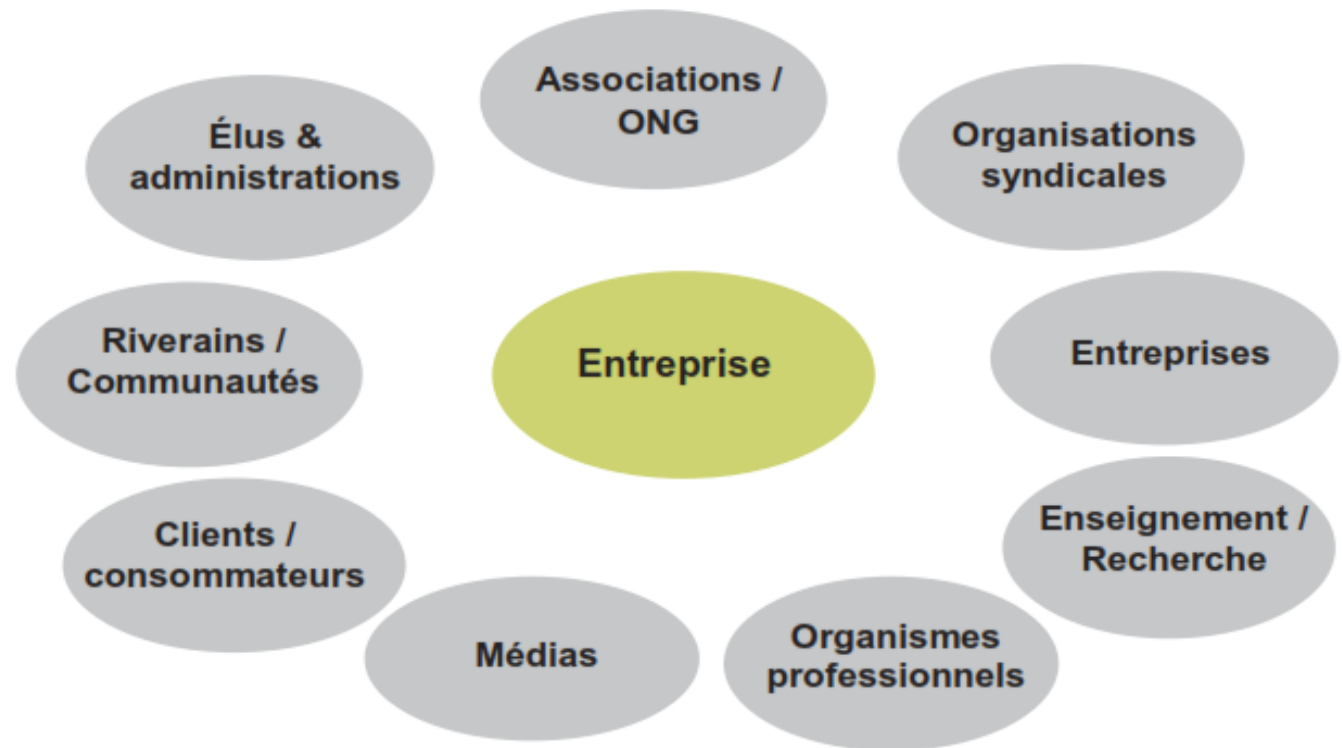 Associations /
ONG
Élus &
administrations
Organisations
syndicales
Riverains /
Communautés
Entreprise
Entreprises
Clients /
consommateurs
Enseignement /
Recherche
Médias
Organismes
professionnels